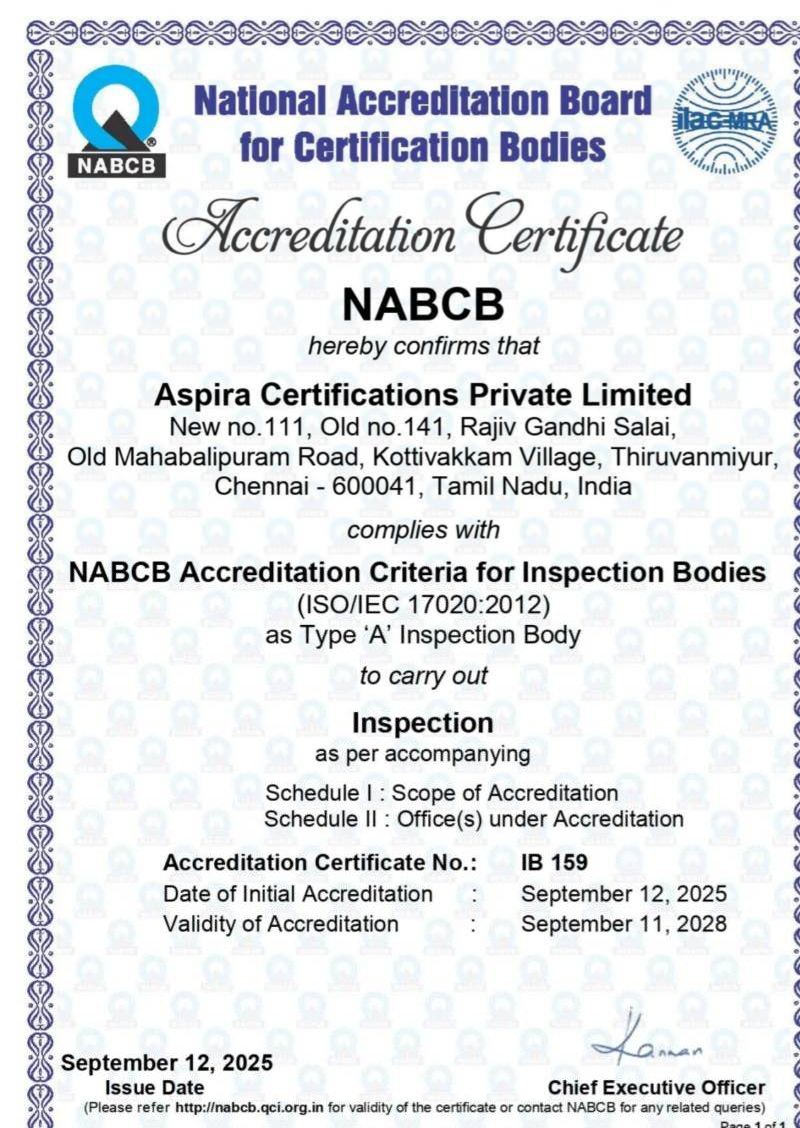 National Accreditation Board
for Certification Bodies
NABCB
ilac-MRA
Accreditation Certificate
NABCB
hereby confirms that
Aspira Certifications Private Limited
New no.111, Old no.141, Rajiv Gandhi Salai,
Old Mahabalipuram Road, Kottivakkam Village, Thiruvanmiyur,
Chennai - 600041, Tamil Nadu, India
complies with
NABCB Accreditation Criteria for Inspection Bodies
(ISO/IEC 17020:2012)
as Type ‘A’ Inspection Body
to carry out
Inspection
as per accompanying
Schedule I : Scope of Accreditation
Schedule II : Office(s) under Accreditation
Accreditation Certificate No.: IB 159
Date of Initial Accreditation : September 12, 2025
Validity of Accreditation : September 11, 2028
Kannan
September 12, 2025
Issue Date
Chief Executive Officer
(Please refer http://nabcb.qci.org.in for validity of the certificate or contact NABCB for any related queries)
Page 1 of 1